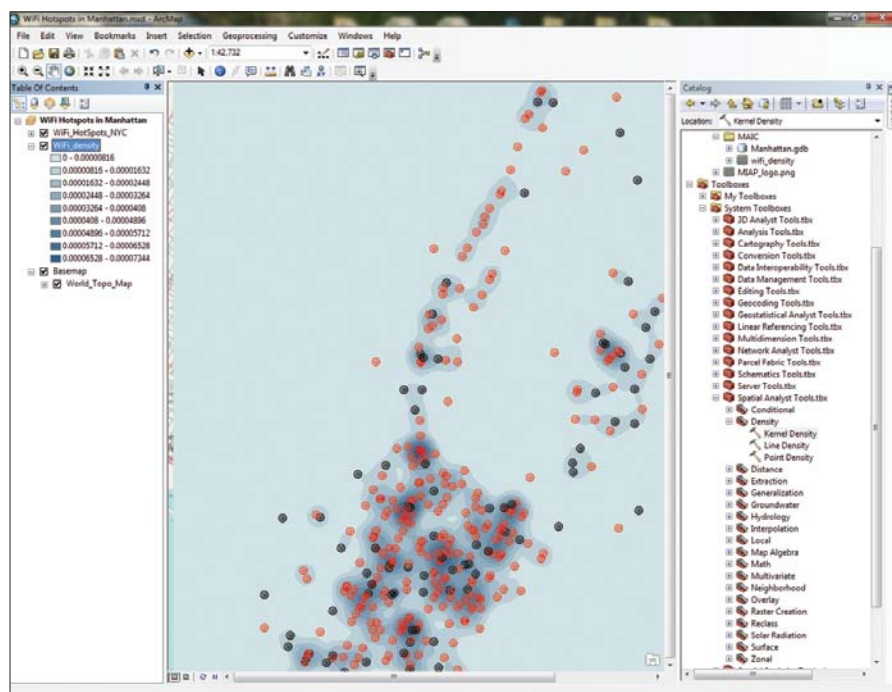 WiFi Hotspots in Manhattan.mxd - ArcMap
File Edit View Bookmarks Insert Selection Geoprocessing Customize Windows Help
1:42,732
Table Of Contents
WiFi Hotspots in Manhattan
WiFi_HotSpots_NYC
WiFi_density
0 - 0.00000816
0.00000816 - 0.00001632
0.00001632 - 0.00002448
0.00002448 - 0.00003264
0.00003264 - 0.0000408
0.0000408 - 0.00004896
0.00004896 - 0.00005712
0.00005712 - 0.00006528
0.00006528 - 0.00007344
Basemap
World_Topo_Map
Catalog
Location: Kernel Density
MAIC
Manhattan.gdb
wifi_density
MIAP_logo.png
Toolboxes
My Toolboxes
System Toolboxes
3D Analyst Tools.tbx
Analysis Tools.tbx
Cartography Tools.tbx
Conversion Tools.tbx
Data Interoperability Tools.tbx
Data Management Tools.tbx
Editing Tools.tbx
Geocoding Tools.tbx
Geostatistical Analyst Tools.tbx
Linear Referencing Tools.tbx
Multidimension Tools.tbx
Network Analyst Tools.tbx
Parcel Fabric Tools.tbx
Schematics Tools.tbx
Server Tools.tbx
Spatial Analyst Tools.tbx
Conditional
Density
Kernel Density
Line Density
Point Density
Distance
Extraction
Generalization
Groundwater
Hydrology
Interpolation
Local
Map Algebra
Math
Multivariate
Neighborhood
Overlay
Raster Creation
Reclass
Solar Radiation
Surface
Zonal